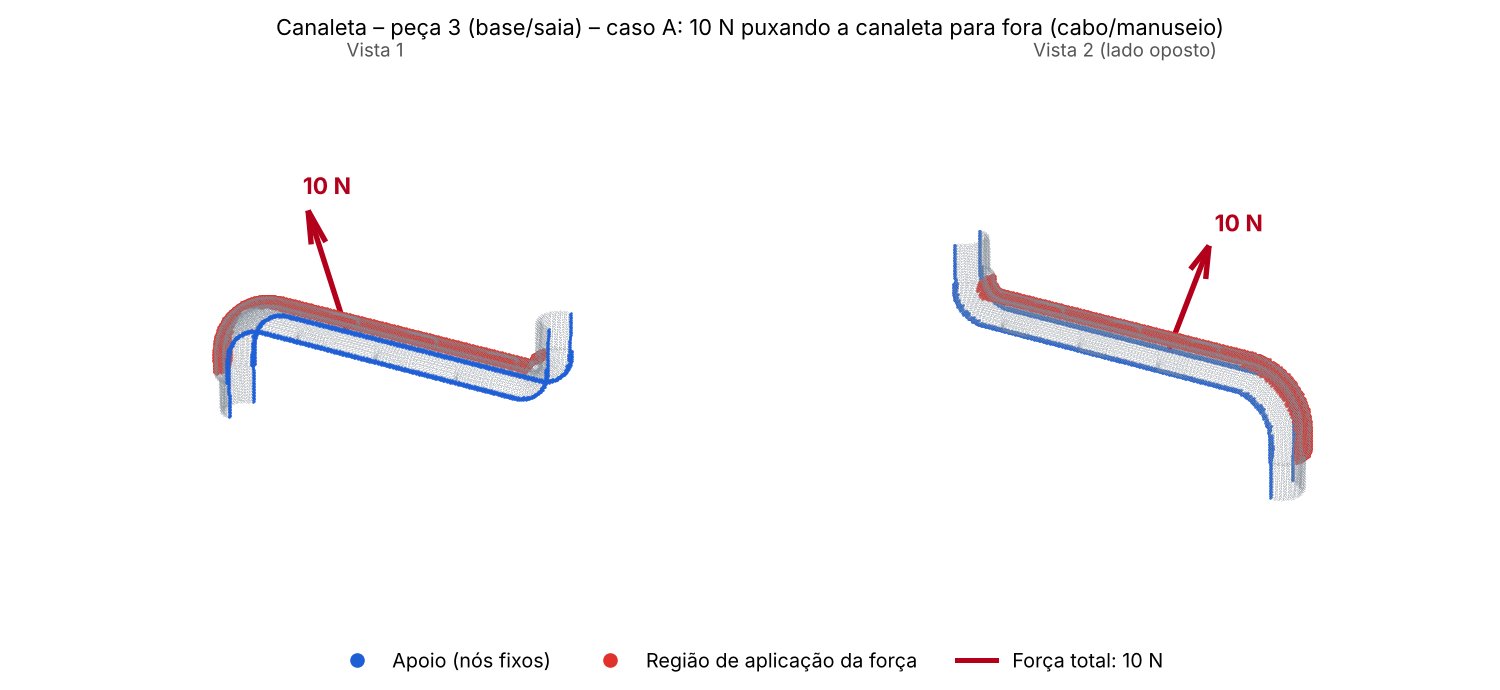 Canaleta – peça 3 (base/saia) – caso A: 10 N puxando a canaleta para fora (cabo/manuseio)
Vista 1
Vista 2 (lado oposto)
10 N
10 N
Apoio (nós fixos)
Região de aplicação da força
Força total: 10 N